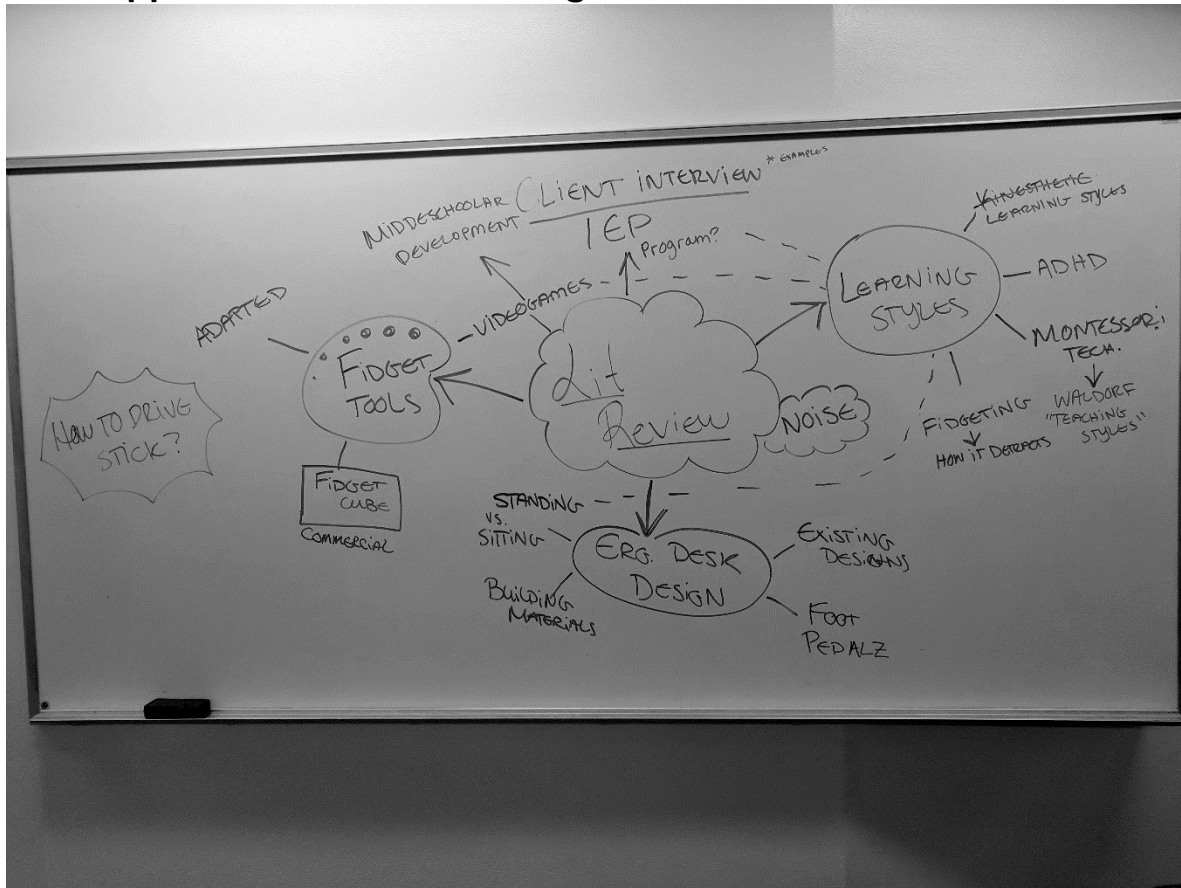 * EXAMPLES
CLIENT INTERVIEW
MIDDESCHOOLAR
DEVELOPMENT
IEP
Program?
KINESTHETIC
LEARNING STYLES
LEARNING
STYLES
ADHD
MONTESSORI
TECH.
WALDORF
"TEACHING
STYLES"
FIDGETING
HOW IT DETRACTS
VIDEOGAMES
ADAPTED
FIDGET
TOOLS
FIDGET
CUBE
COMMERCIAL
HOW TO DRIVE
STICK?
Lit
Review
NOISE
STANDING
VS.
SITTING
ERG. DESK
DESIGN
EXISTING
DESIGNS
BUILDING
MATERIALS
FOOT
PEDALZ